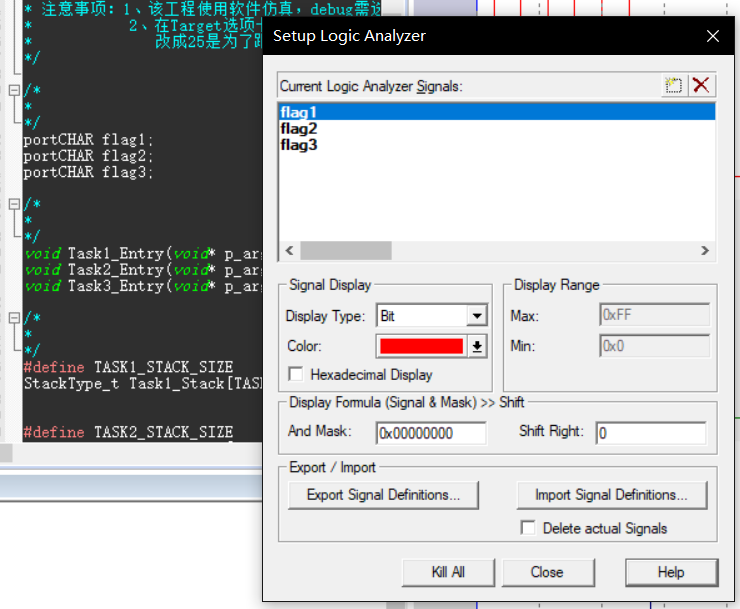 * 注意事项：1、该工程使用软件仿真，debug需
* 2、在Target选项
* 改成25是为了
*/
/*
*
*/
portCHAR flag1;
portCHAR flag2;
portCHAR flag3;
/*
*
*/
void Task1_Entry(void* p_ar
void Task2_Entry(void* p_ar
void Task3_Entry(void* p_ar
/*
*
*/
#define TASK1_STACK_SIZE
StackType_t Task1_Stack[TAS
#define TASK2_STACK_SIZE
Setup Logic Analyzer
Current Logic Analyzer Signals:
flag1
flag2
flag3
Signal Display
Display Type:
Bit
Color:
Hexadecimal Display
Display Range
Max:
0xFF
Min:
0x0
Display Formula (Signal & Mask) >> Shift
And Mask:
0x00000000
Shift Right:
0
Export / Import
Export Signal Definitions...
Import Signal Definitions...
Delete actual Signals
Kill All
Close
Help